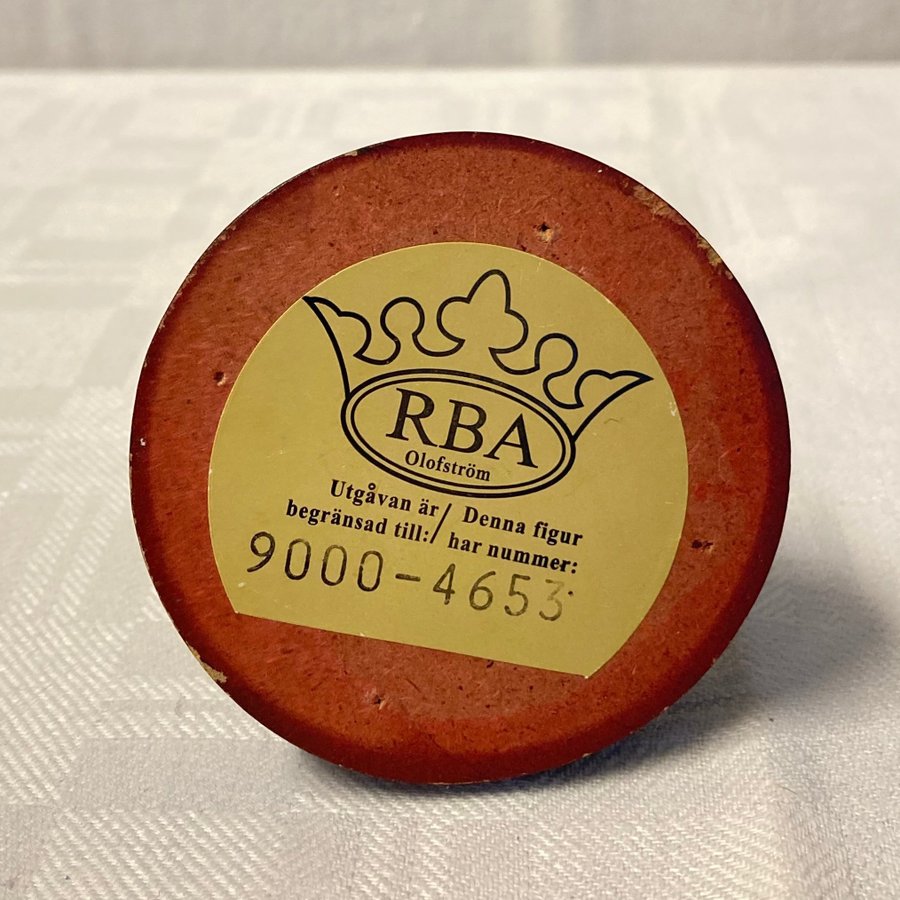 RBA
Olofström
Utgåvan är / Denna figur
begränsad till: / har nummer:
9000-4653